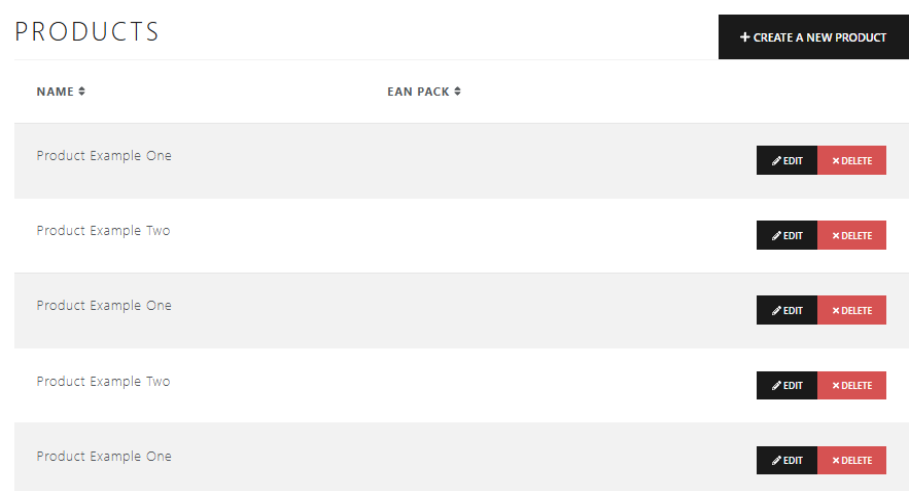 PRODUCTS
+ CREATE A NEW PRODUCT
NAME EAN PACK
Product Example One EDIT × DELETE
Product Example Two EDIT × DELETE
Product Example One EDIT × DELETE
Product Example Two EDIT × DELETE
Product Example One EDIT × DELETE